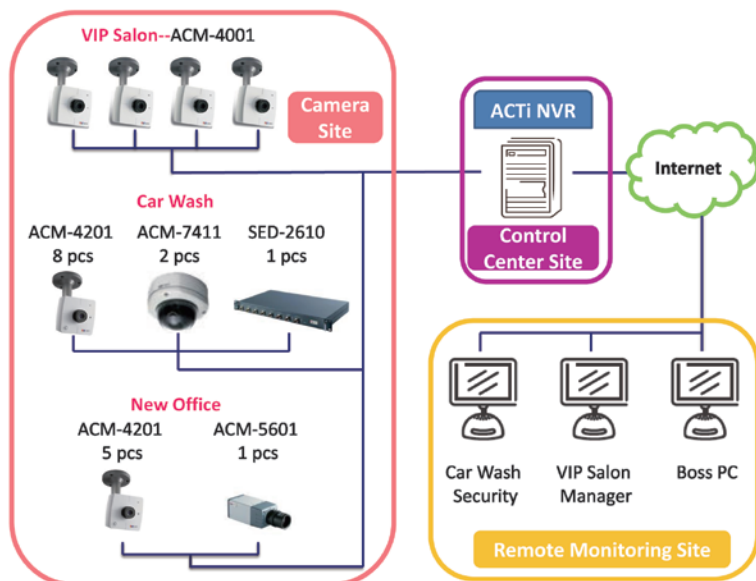 VIP Salon--ACM-4001
Camera
Site
Car Wash
ACM-4201
8 pcs
ACM-7411
2 pcs
SED-2610
1 pcs
New Office
ACM-4201
5 pcs
ACM-5601
1 pcs
ACTi NVR
Control
Center Site
Internet
Car Wash
Security
VIP Salon
Manager
Boss PC
Remote Monitoring Site